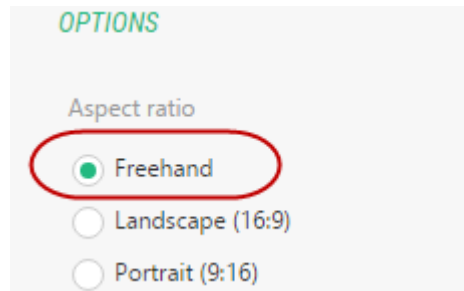 OPTIONS
Aspect ratio
Freehand
Landscape (16:9)
Portrait (9:16)